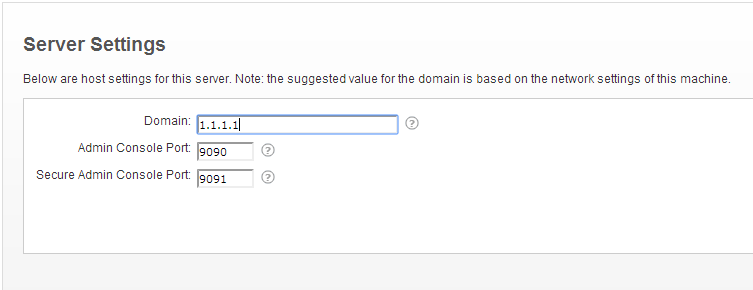 Server Settings
Below are host settings for this server. Note: the suggested value for the domain is based on the network settings of this machine.
Domain: 1.1.1.1 ?
Admin Console Port: 9090 ?
Secure Admin Console Port: 9091 ?